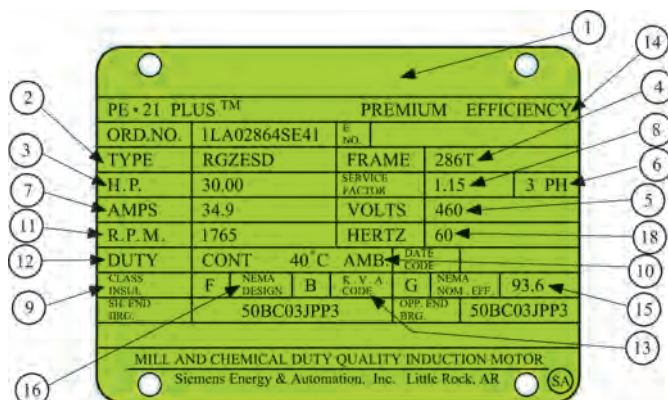 1
14
PE•21 PLUS™ PREMIUM EFFICIENCY
2
4
ORD.NO. 1LA02864SE41 E NO.
8
TYPE RGZESD FRAME 286T
3
6
H.P. 30.00 SERVICE FACTOR 1.15 3 PH
7
AMPS 34.9 VOLTS 460
5
11
R.P.M. 1765 HERTZ 60
18
12
DUTY CONT 40°C AMB. DATE CODE
10
9
CLASS INSUL F NEMA DESIGN B K.V.A. CODE G NEMA NOM. EFF. 93.6
15
SH. END BRG. 50BC03JPP3 OPP. END BRG. 50BC03JPP3
13
MILL AND CHEMICAL DUTY QUALITY INDUCTION MOTOR
16
Siemens Energy & Automation, Inc. Little Rock, AR SA